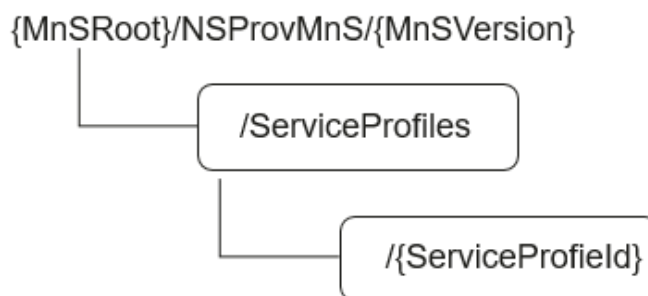 {MnSRoot}/NSProvMnS/{MnSVersion}
/ServiceProfiles
/{ServiceProfieId}